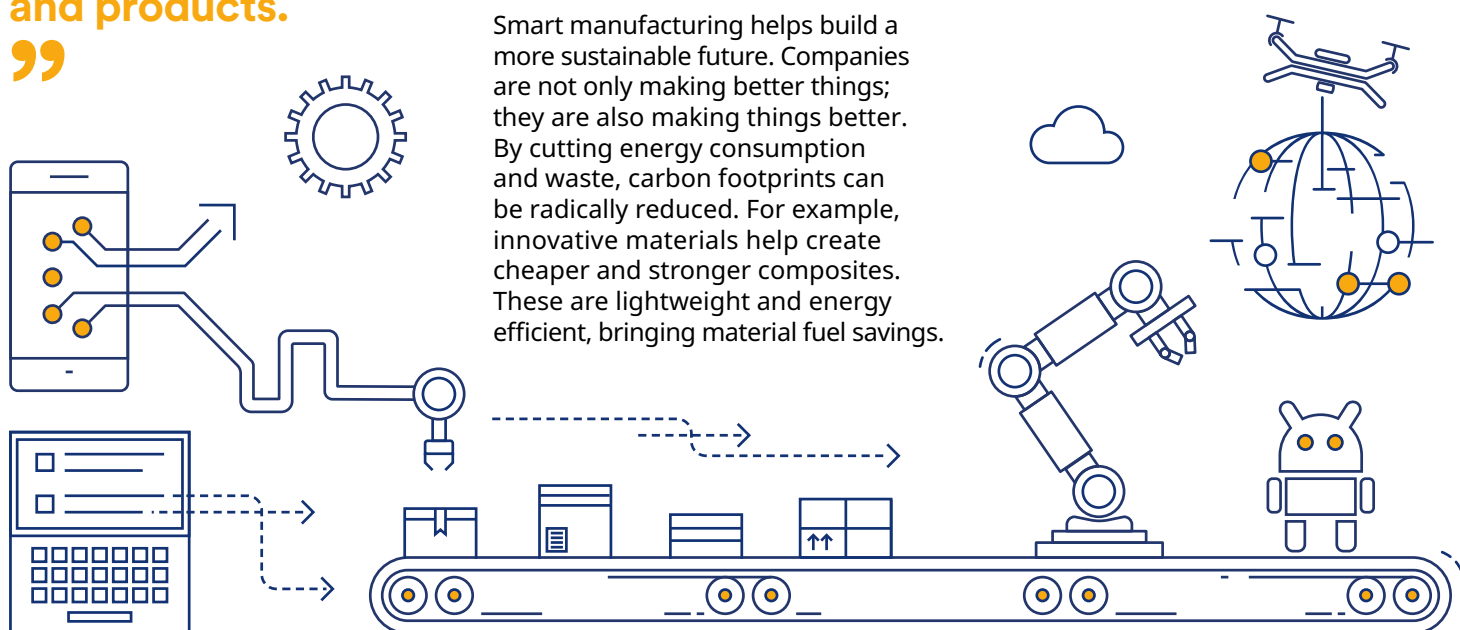 and products.
”
Smart manufacturing helps build a
more sustainable future. Companies
are not only making better things;
they are also making things better.
By cutting energy consumption
and waste, carbon footprints can
be radically reduced. For example,
innovative materials help create
cheaper and stronger composites.
These are lightweight and energy
efficient, bringing material fuel savings.